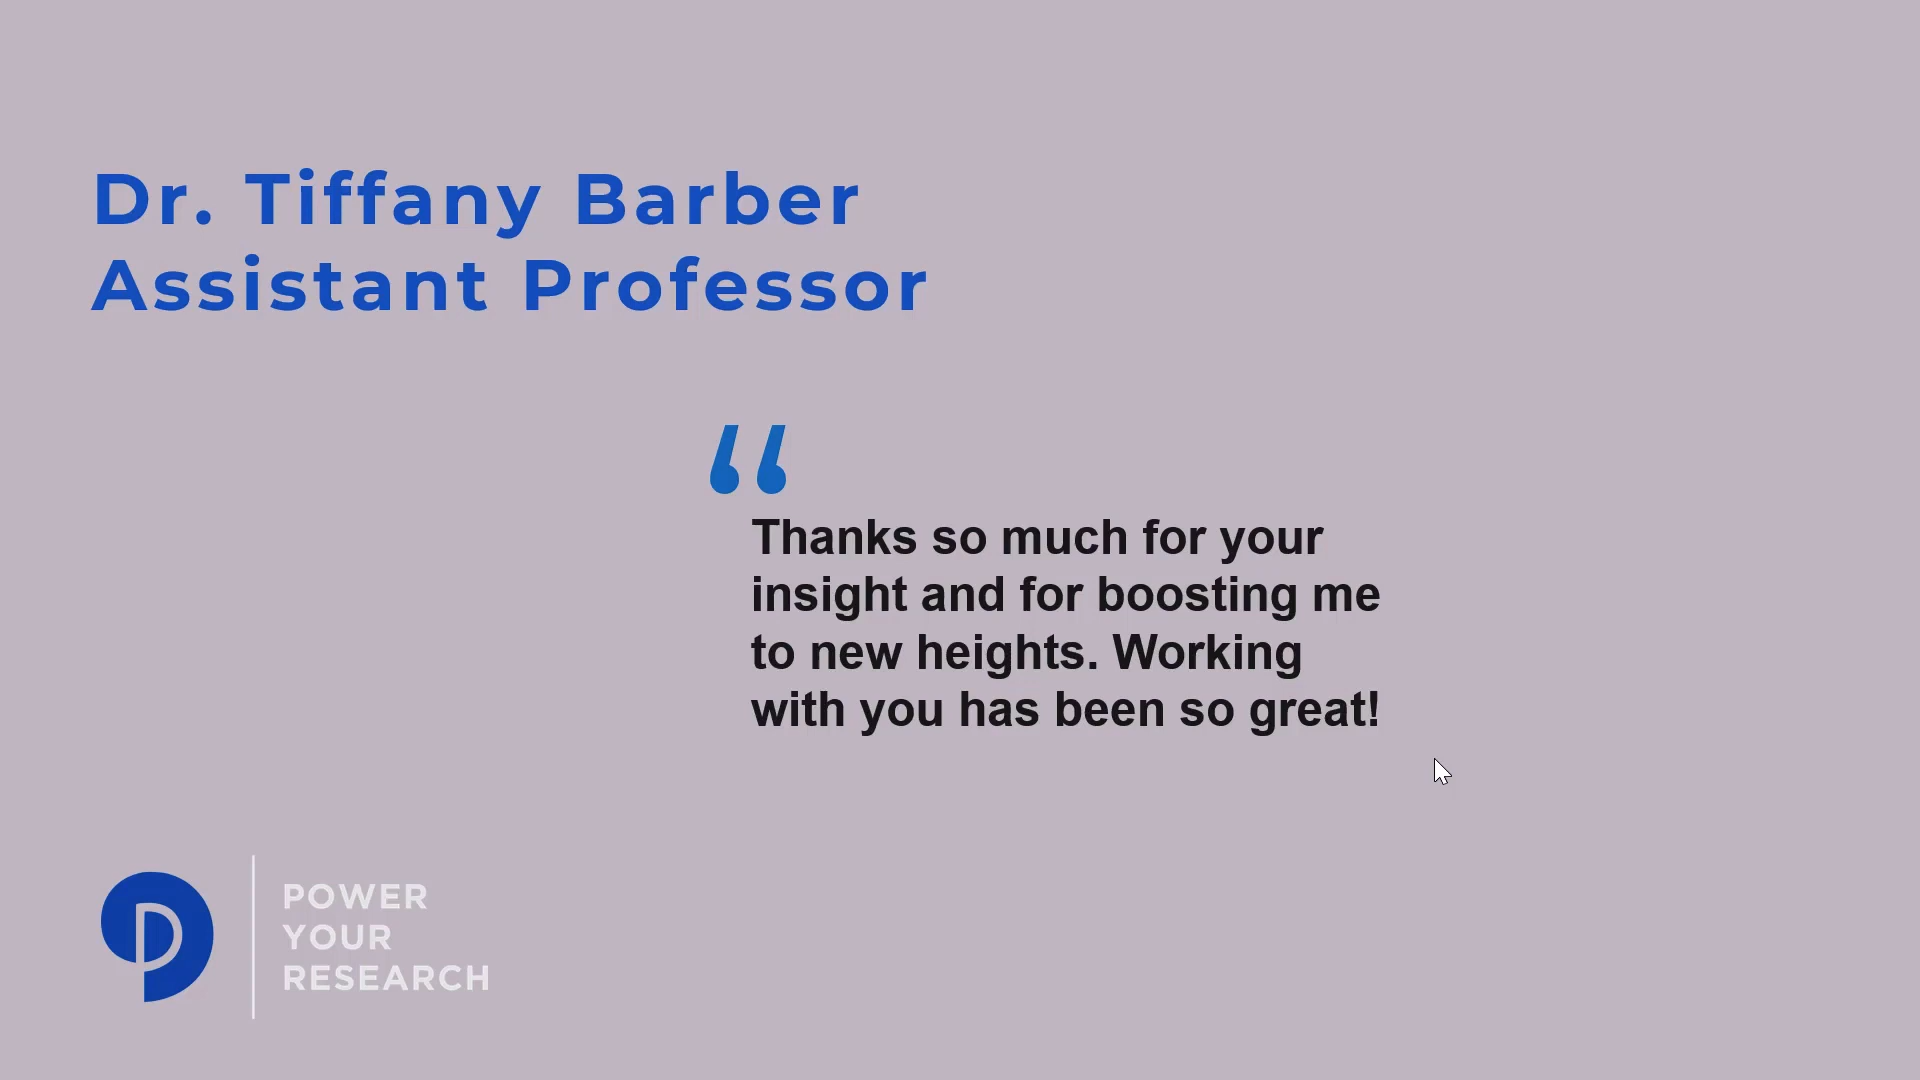 Dr. Tiffany Barber
Assistant Professor
“
Thanks so much for your
insight and for boosting me
to new heights. Working
with you has been so great!
POWER
YOUR
RESEARCH